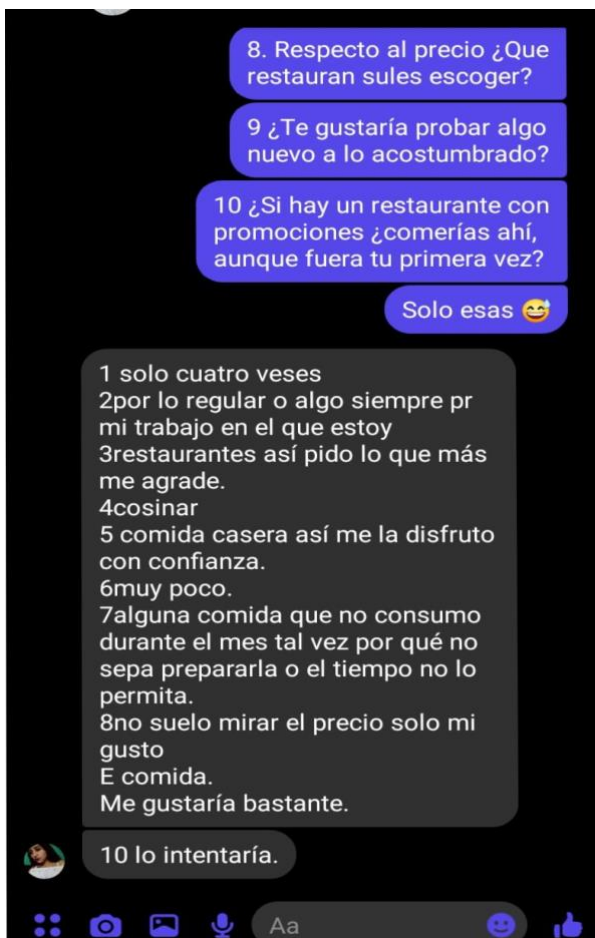 8. Respecto al precio ¿Que
restauran sules escoger?
9 ¿Te gustaría probar algo
nuevo a lo acostumbrado?
10 ¿Si hay un restaurante con
promociones ¿comerías ahí,
aunque fuera tu primera vez?
Solo esas 😅
1 solo cuatro veses
2por lo regular o algo siempre pr
mi trabajo en el que estoy
3restaurantes así pido lo que más
me agrade.
4cosinar
5 comida casera así me la disfruto
con confianza.
6muy poco.
7alguna comida que no consumo
durante el mes tal vez por qué no
sepa prepararla o el tiempo no lo
permita.
8no suelo mirar el precio solo mi
gusto
E comida.
Me gustaría bastante.
10 lo intentaría.
Aa